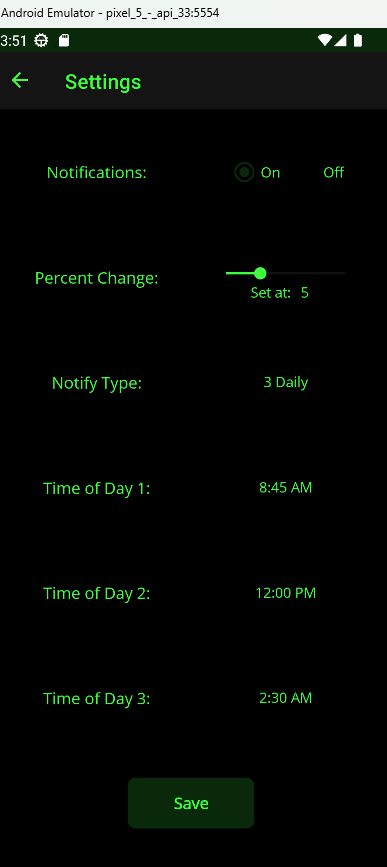 Android Emulator - pixel_5_-_api_33:5554
3:51
Settings
Notifications: On Off
Percent Change:
Set at: 5
Notify Type: 3 Daily
Time of Day 1: 8:45 AM
Time of Day 2: 12:00 PM
Time of Day 3: 2:30 AM
Save